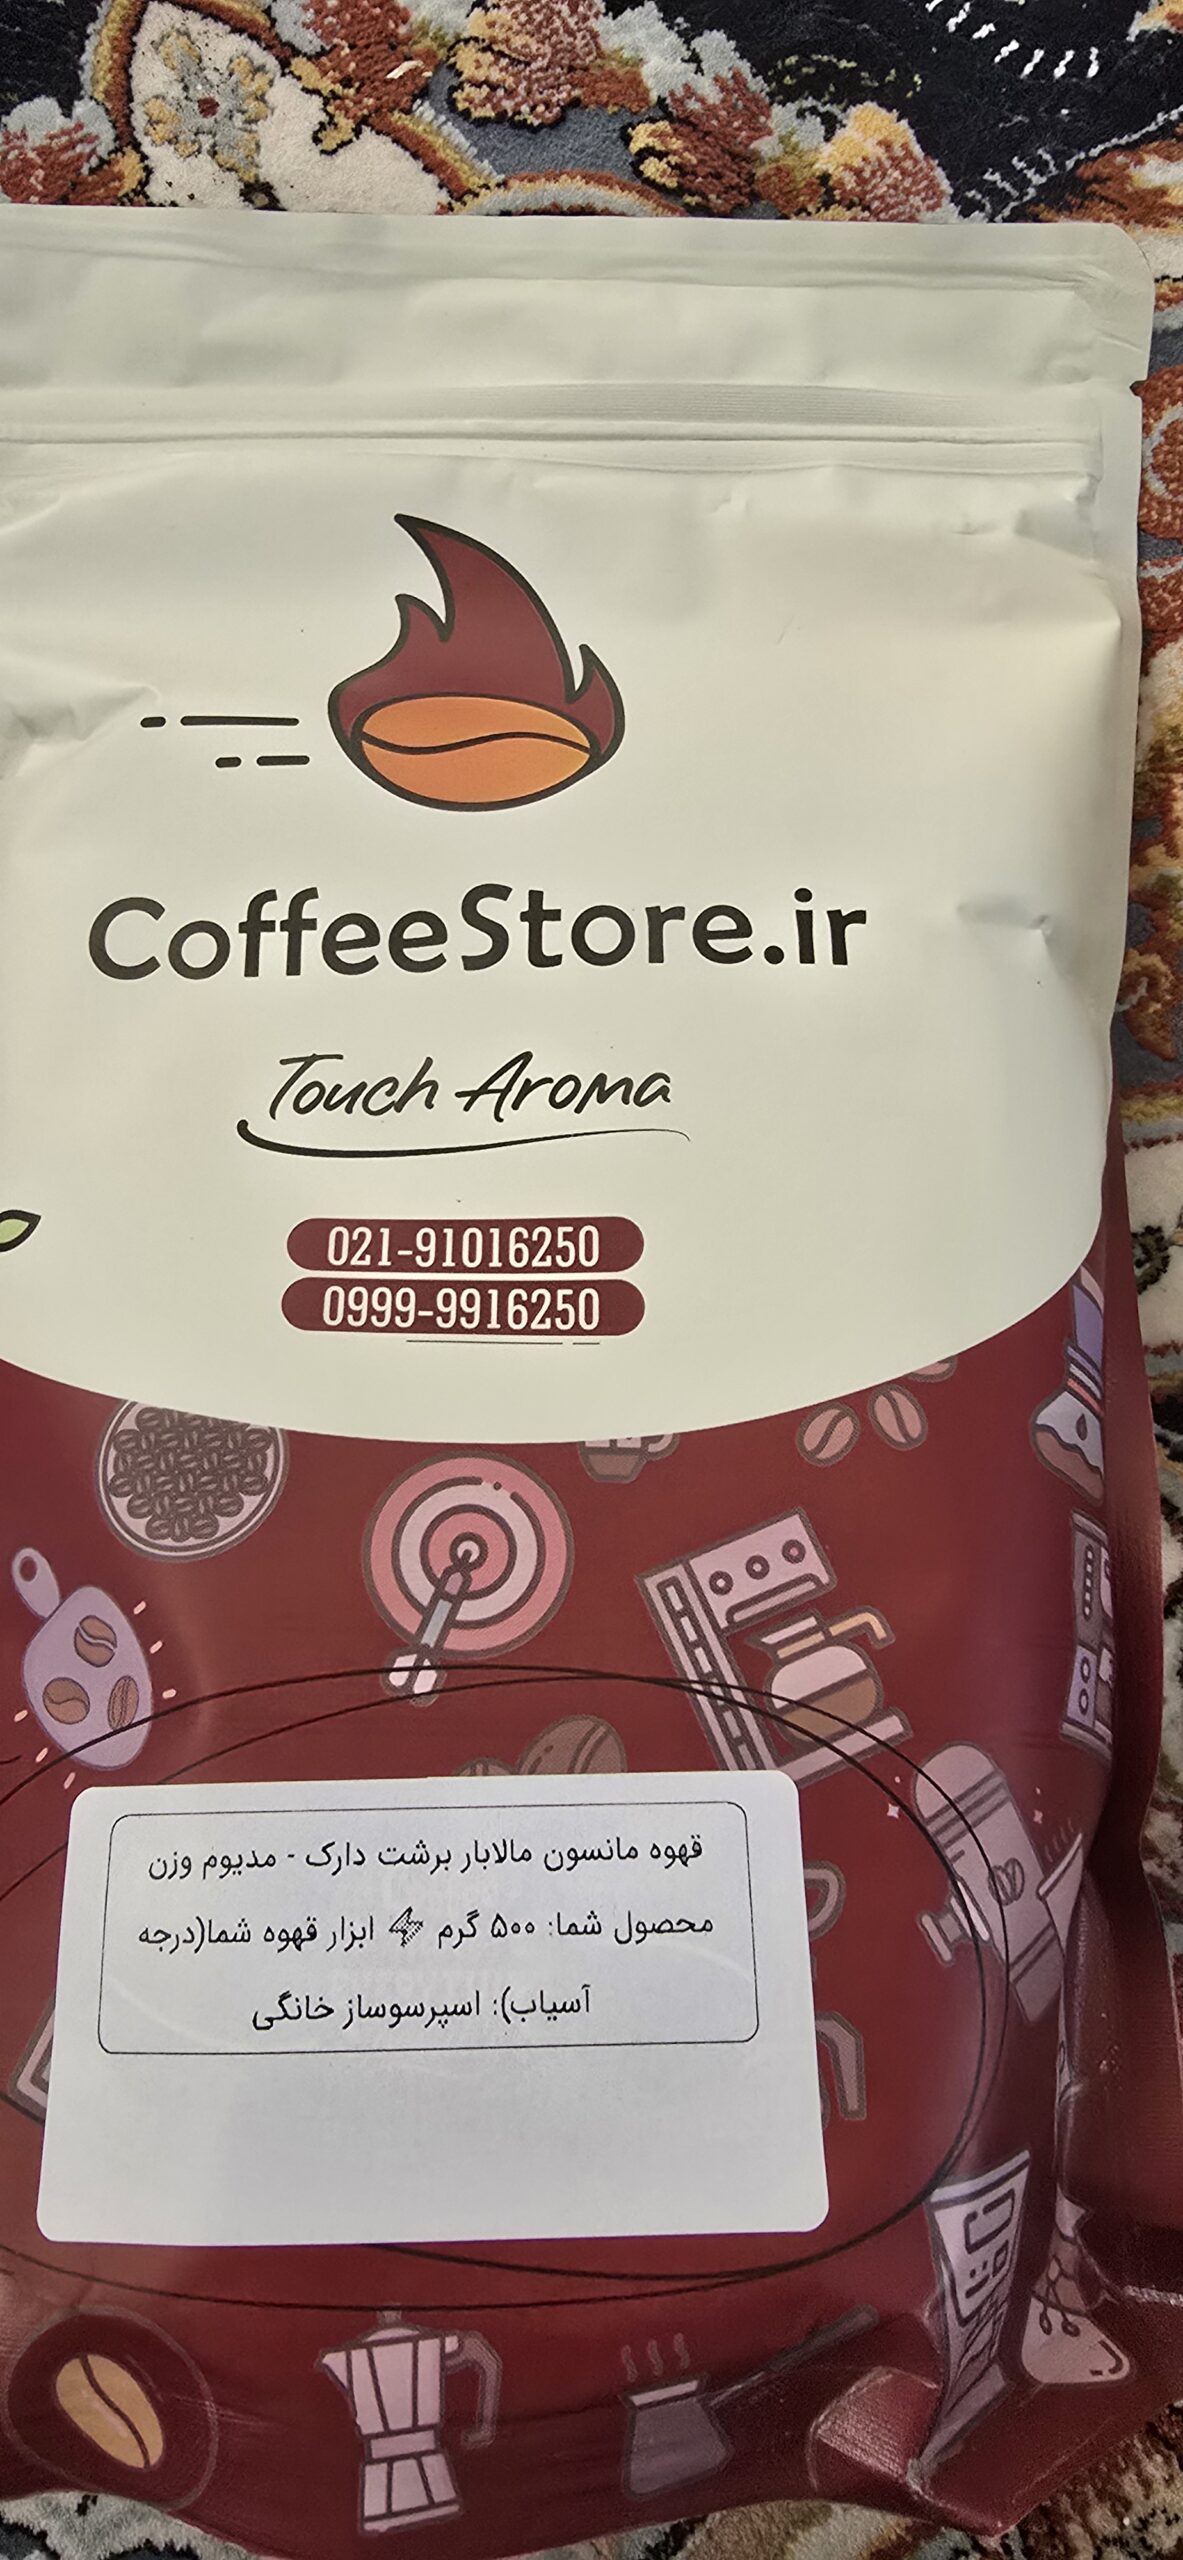 CoffeeStore.ir
Touch Aroma
021-91016250
0999-9916250
قهوه مانسون مالابار برشت دارک - مدیوم وزن
محصول شما: ۵۰۰ گرم ⚡ ابزار قهوه شما(درجه
آسیاب): اسپرسوساز خانگی